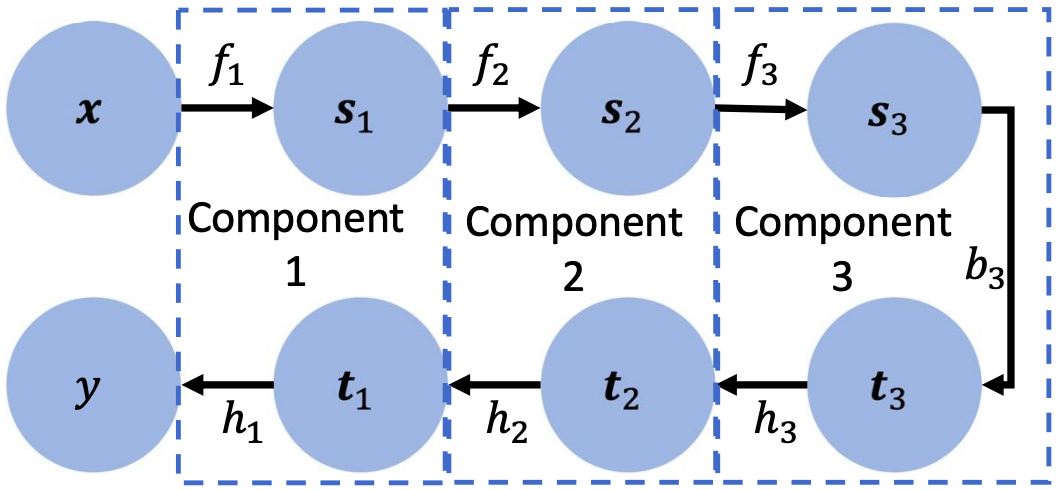 f₁ f₂ f₃
x s₁ s₂ s₃
Component
1
Component
2
Component
3
b₃
y t₁ t₂ t₃
h₁ h₂ h₃